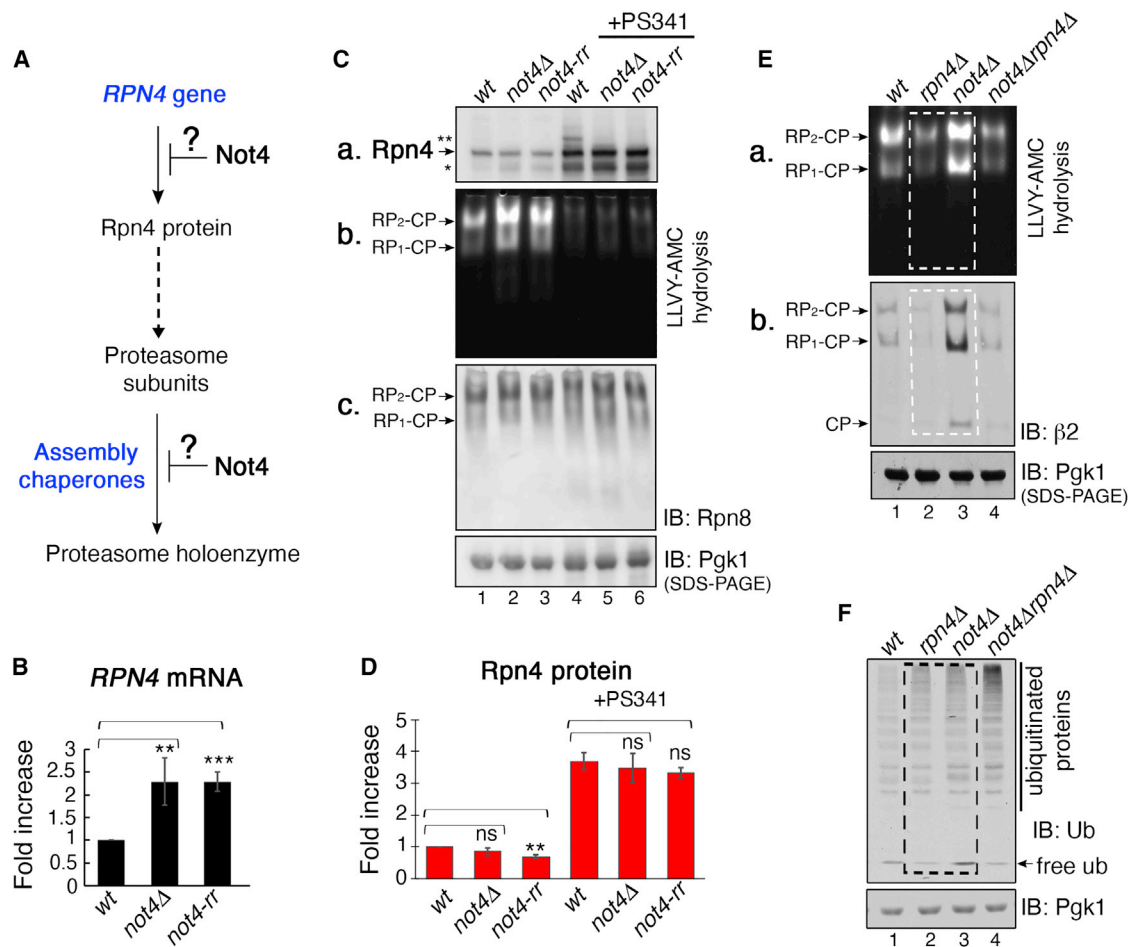 A
RPN4 gene
?
Not4
Rpn4 protein
Proteasome
subunits
Assembly
chaperones
?
Not4
Proteasome holoenzyme
B
RPN4 mRNA
Fold increase
3
2.5
2
1.5
1
0.5
0
**
***
wt
not4Δ
not4-rr
C
+PS341
wt
not4Δ
not4-rr
wt
not4Δ
not4-rr
a. Rpn4
**
*
b.
RP2-CP
RP1-CP
LLVY-AMC
hydrolysis
c.
RP2-CP
RP1-CP
IB: Rpn8
IB: Pgk1
(SDS-PAGE)
1 2 3 4 5 6
D
Rpn4 protein
+PS341
Fold increase
5
4
3
2
1
0
ns
**
ns
ns
wt
not4Δ
not4-rr
wt
not4Δ
not4-rr
E
wt
rpn4Δ
not4Δ
not4Δrpn4Δ
a.
RP2-CP
RP1-CP
LLVY-AMC
hydrolysis
b.
RP2-CP
RP1-CP
CP
IB: β2
IB: Pgk1
(SDS-PAGE)
1 2 3 4
F
wt
rpn4Δ
not4Δ
not4Δrpn4Δ
ubiquitinated
proteins
IB: Ub
free ub
IB: Pgk1
1 2 3 4